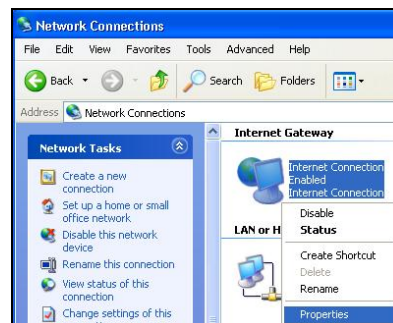 Network Connections
File Edit View Favorites Tools Advanced Help
Back Search Folders
Address Network Connections
Network Tasks
Create a new
connection
Set up a home or small
office network
Disable this network
device
Rename this connection
View status of this
connection
Change settings of this
Internet Gateway
Internet Connection
Enabled
Internet Connection
Disable
Status
Create Shortcut
Delete
Rename
Properties
LAN or H